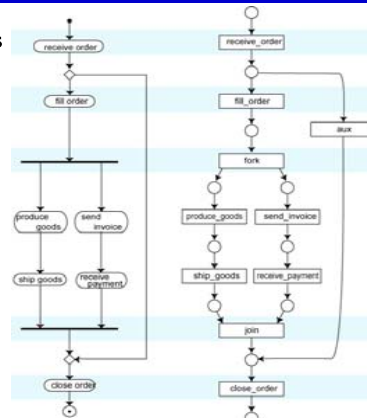 s
receive order
fill order
produce
goods
send
invoice
ship goods
receive
payment
close order
receive_order
fill_order
aux
fork
produce_goods
send_invoice
ship_goods
receive_payment
join
close_order